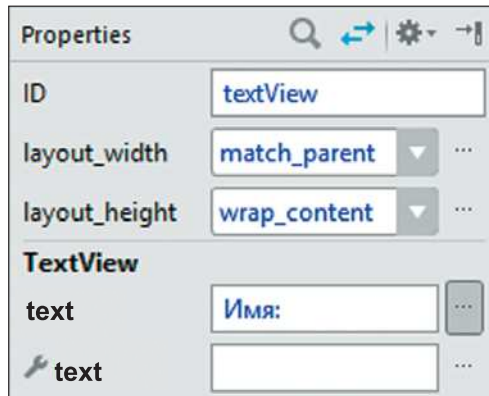 Properties
ID textView
layout_width match_parent ...
layout_height wrap_content ...
TextView
text Имя: ...
text ...